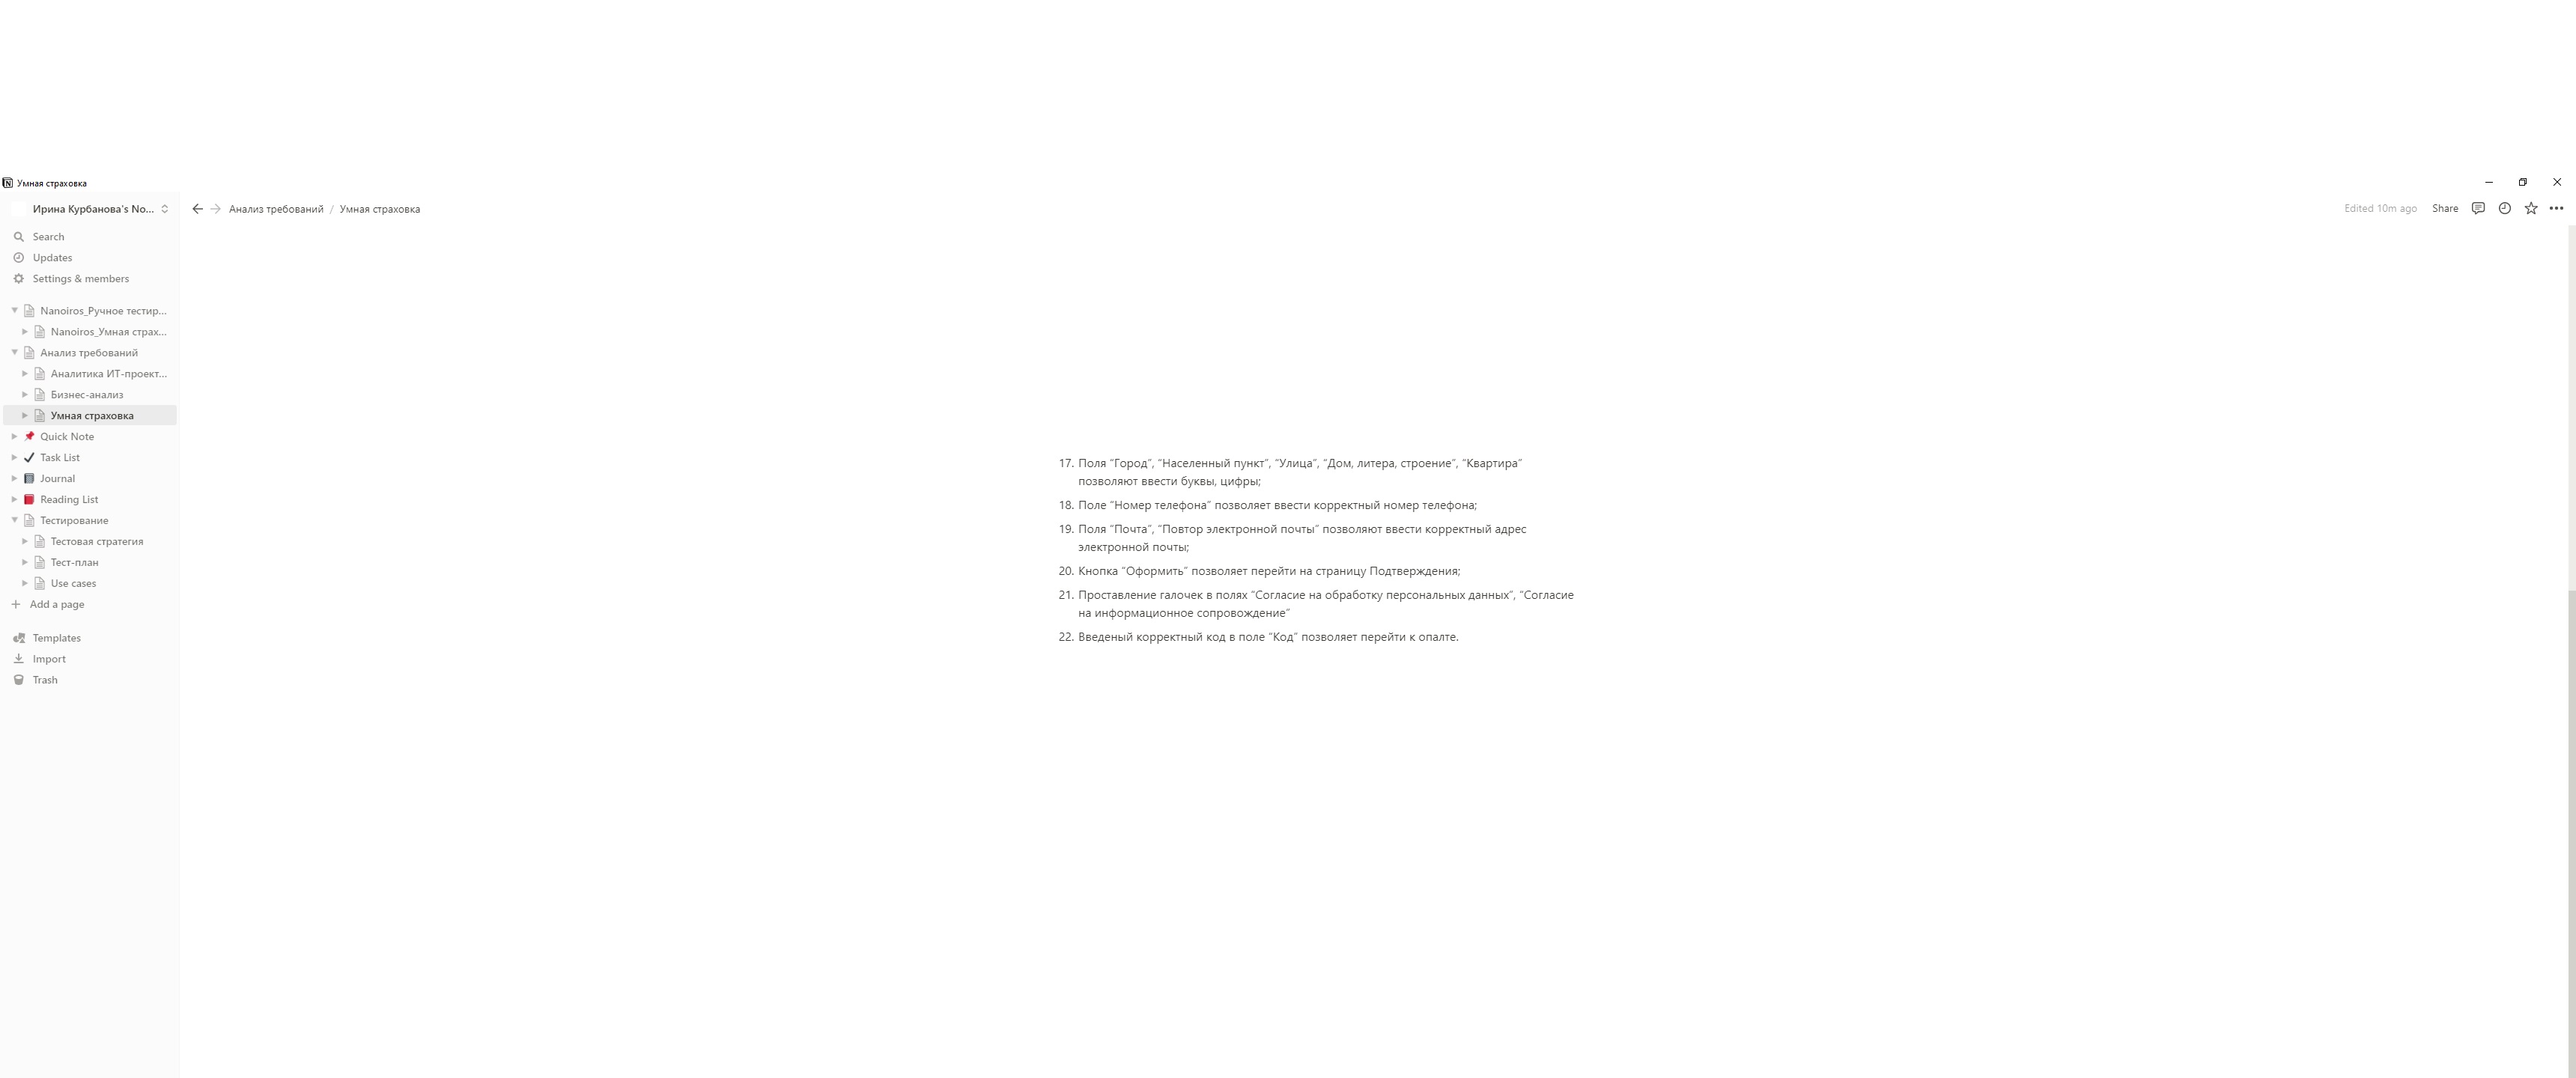 Умная страховка
Ирина Курбанова's No...
Анализ требований / Умная страховка
Edited 10m ago
Share
Search
Updates
Settings & members
Nanoiros_Ручное тестир...
Nanoiros_Умная страх...
Анализ требований
Аналитика ИТ-проект...
Бизнес-анализ
Умная страховка
Quick Note
Task List
Journal
Reading List
Тестирование
Тестовая стратегия
Тест-план
Use cases
Add a page
Templates
Import
Trash
17. Поля “Город”, “Населенный пункт”, “Улица”, “Дом, литера, строение”, “Квартира”
позволяют ввести буквы, цифры;
18. Поле “Номер телефона” позволяет ввести корректный номер телефона;
19. Поля “Почта”, “Повтор электронной почты” позволяют ввести корректный адрес
электронной почты;
20. Кнопка “Оформить” позволяет перейти на страницу Подтверждения;
21. Проставление галочек в полях “Согласие на обработку персональных данных”, “Согласие
на информационное сопровождение”
22. Введеный корректный код в поле “Код” позволяет перейти к опалте.